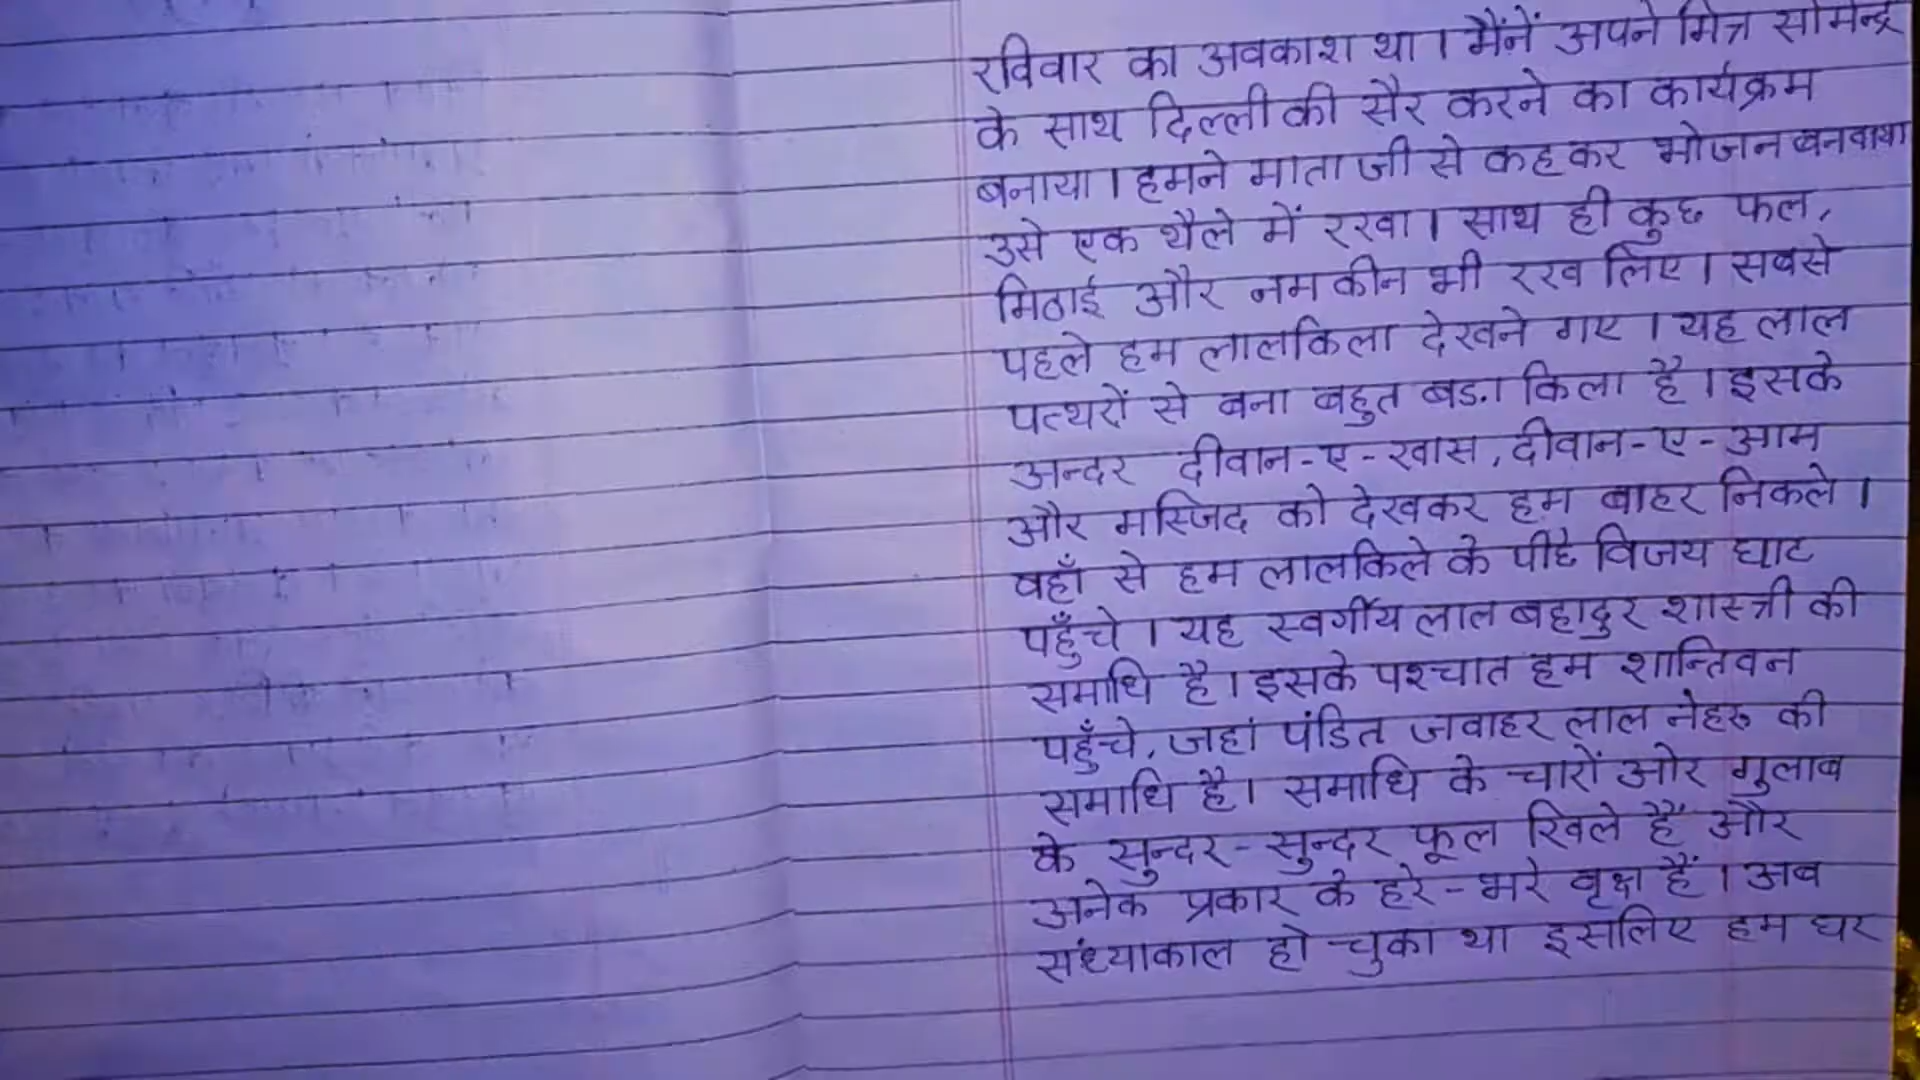 रविवार का अवकाश था । मैंनें अपने मित्र सोमेन्द्र
के साथ दिल्ली की सैर करने का कार्यक्रम
बनाया । हमने माता जी से कहकर भोजन बनवाया
उसे एक थैले में रखा । साथ ही कुछ फल,
मिठाई और नमकीन भी रख लिए । सबसे
पहले हम लालकिला देखने गए । यह लाल
पत्थरों से बना बहुत बड़ा किला है । इसके
अन्दर दीवान-ए-खास, दीवान-ए-आम
और मस्जिद को देखकर हम बाहर निकले ।
वहाँ से हम लालकिले के पीछे विजय घाट
पहुँचे । यह स्वर्गीय लाल बहादुर शास्त्री की
समाधि है । इसके पश्चात हम शान्तिवन
पहुँचे, जहां पंडित जवाहर लाल नेहरू की
समाधि है। समाधि के चारों ओर गुलाब
के सुन्दर-सुन्दर फूल खिले हैं और
अनेक प्रकार के हरे-भरे वृक्ष हैं । अब
संध्याकाल हो चुका था इसलिए हम घर